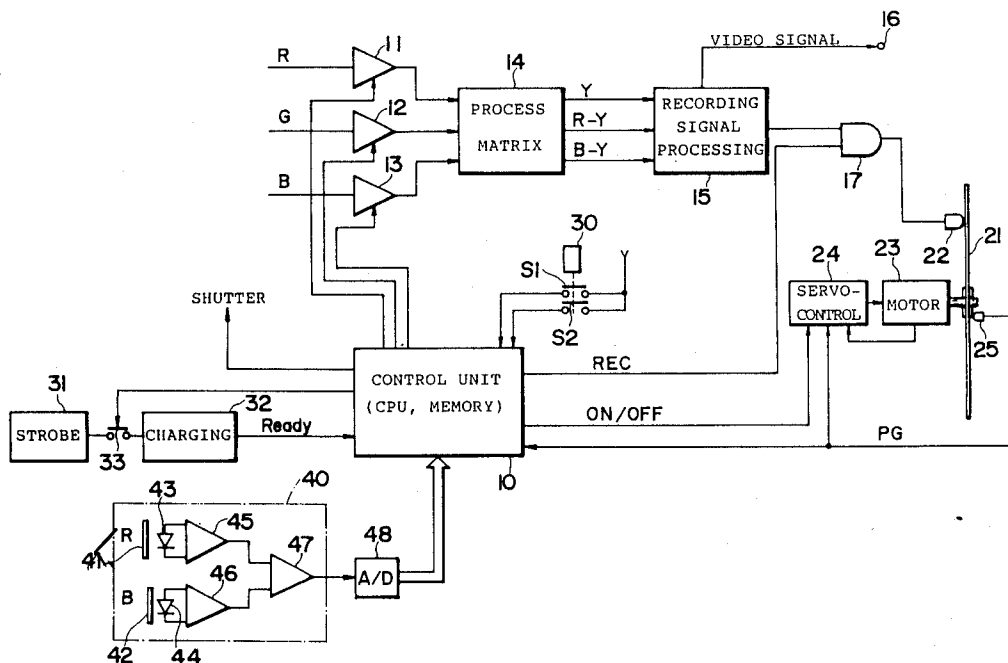 11
16
R
VIDEO SIGNAL
14
12
Y
G
PROCESS
MATRIX
R-Y
RECORDING
SIGNAL
PROCESSING
13
B-Y
B
17
15
30
22
21
24
23
S1
SERVO-
CONTROL
MOTOR
SHUTTER
S2
25
REC
CONTROL UNIT
(CPU, MEMORY)
31
32
ON/OFF
STROBE
CHARGING
Ready
33
PG
10
40
43
45
R
47
48
41
46
A/D
B
42
44